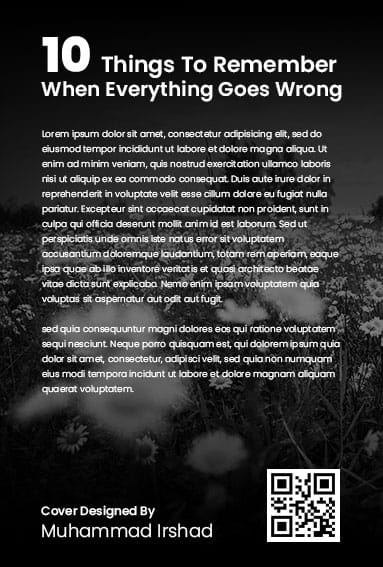 10 Things To Remember
When Everything Goes Wrong
Lorem ipsum dolor sit amet, consectetur adipisicing elit, sed do
eiusmod tempor incididunt ut labore et dolore magna aliqua. Ut
enim ad minim veniam, quis nostrud exercitation ullamco laboris
nisi ut aliquip ex ea commodo consequat. Duis aute irure dolor in
reprehenderit in voluptate velit esse cillum dolore eu fugiat nulla
pariatur. Excepteur sint occaecat cupidatat non proident, sunt in
culpa qui officia deserunt mollit anim id est laborum. Sed ut
perspiciatis unde omnis iste natus error sit voluptatem
accusantium doloremque laudantium, totam rem aperiam, eaque
ipsa quae ab illo inventore veritatis et quasi architecto beatae
vitae dicta sunt explicabo. Nemo enim ipsam voluptatem quia
voluptas sit aspernatur aut odit aut fugit.
sed quia consequuntur magni dolores eos qui ratione voluptatem
sequi nesciunt. Neque porro quisquam est, qui dolorem ipsum quia
dolor sit amet, consectetur, adipisci velit, sed quia non numquam
eius modi tempora incidunt ut labore et dolore magnam aliquam
quaerat voluptatem.
Cover Designed By
Muhammad Irshad